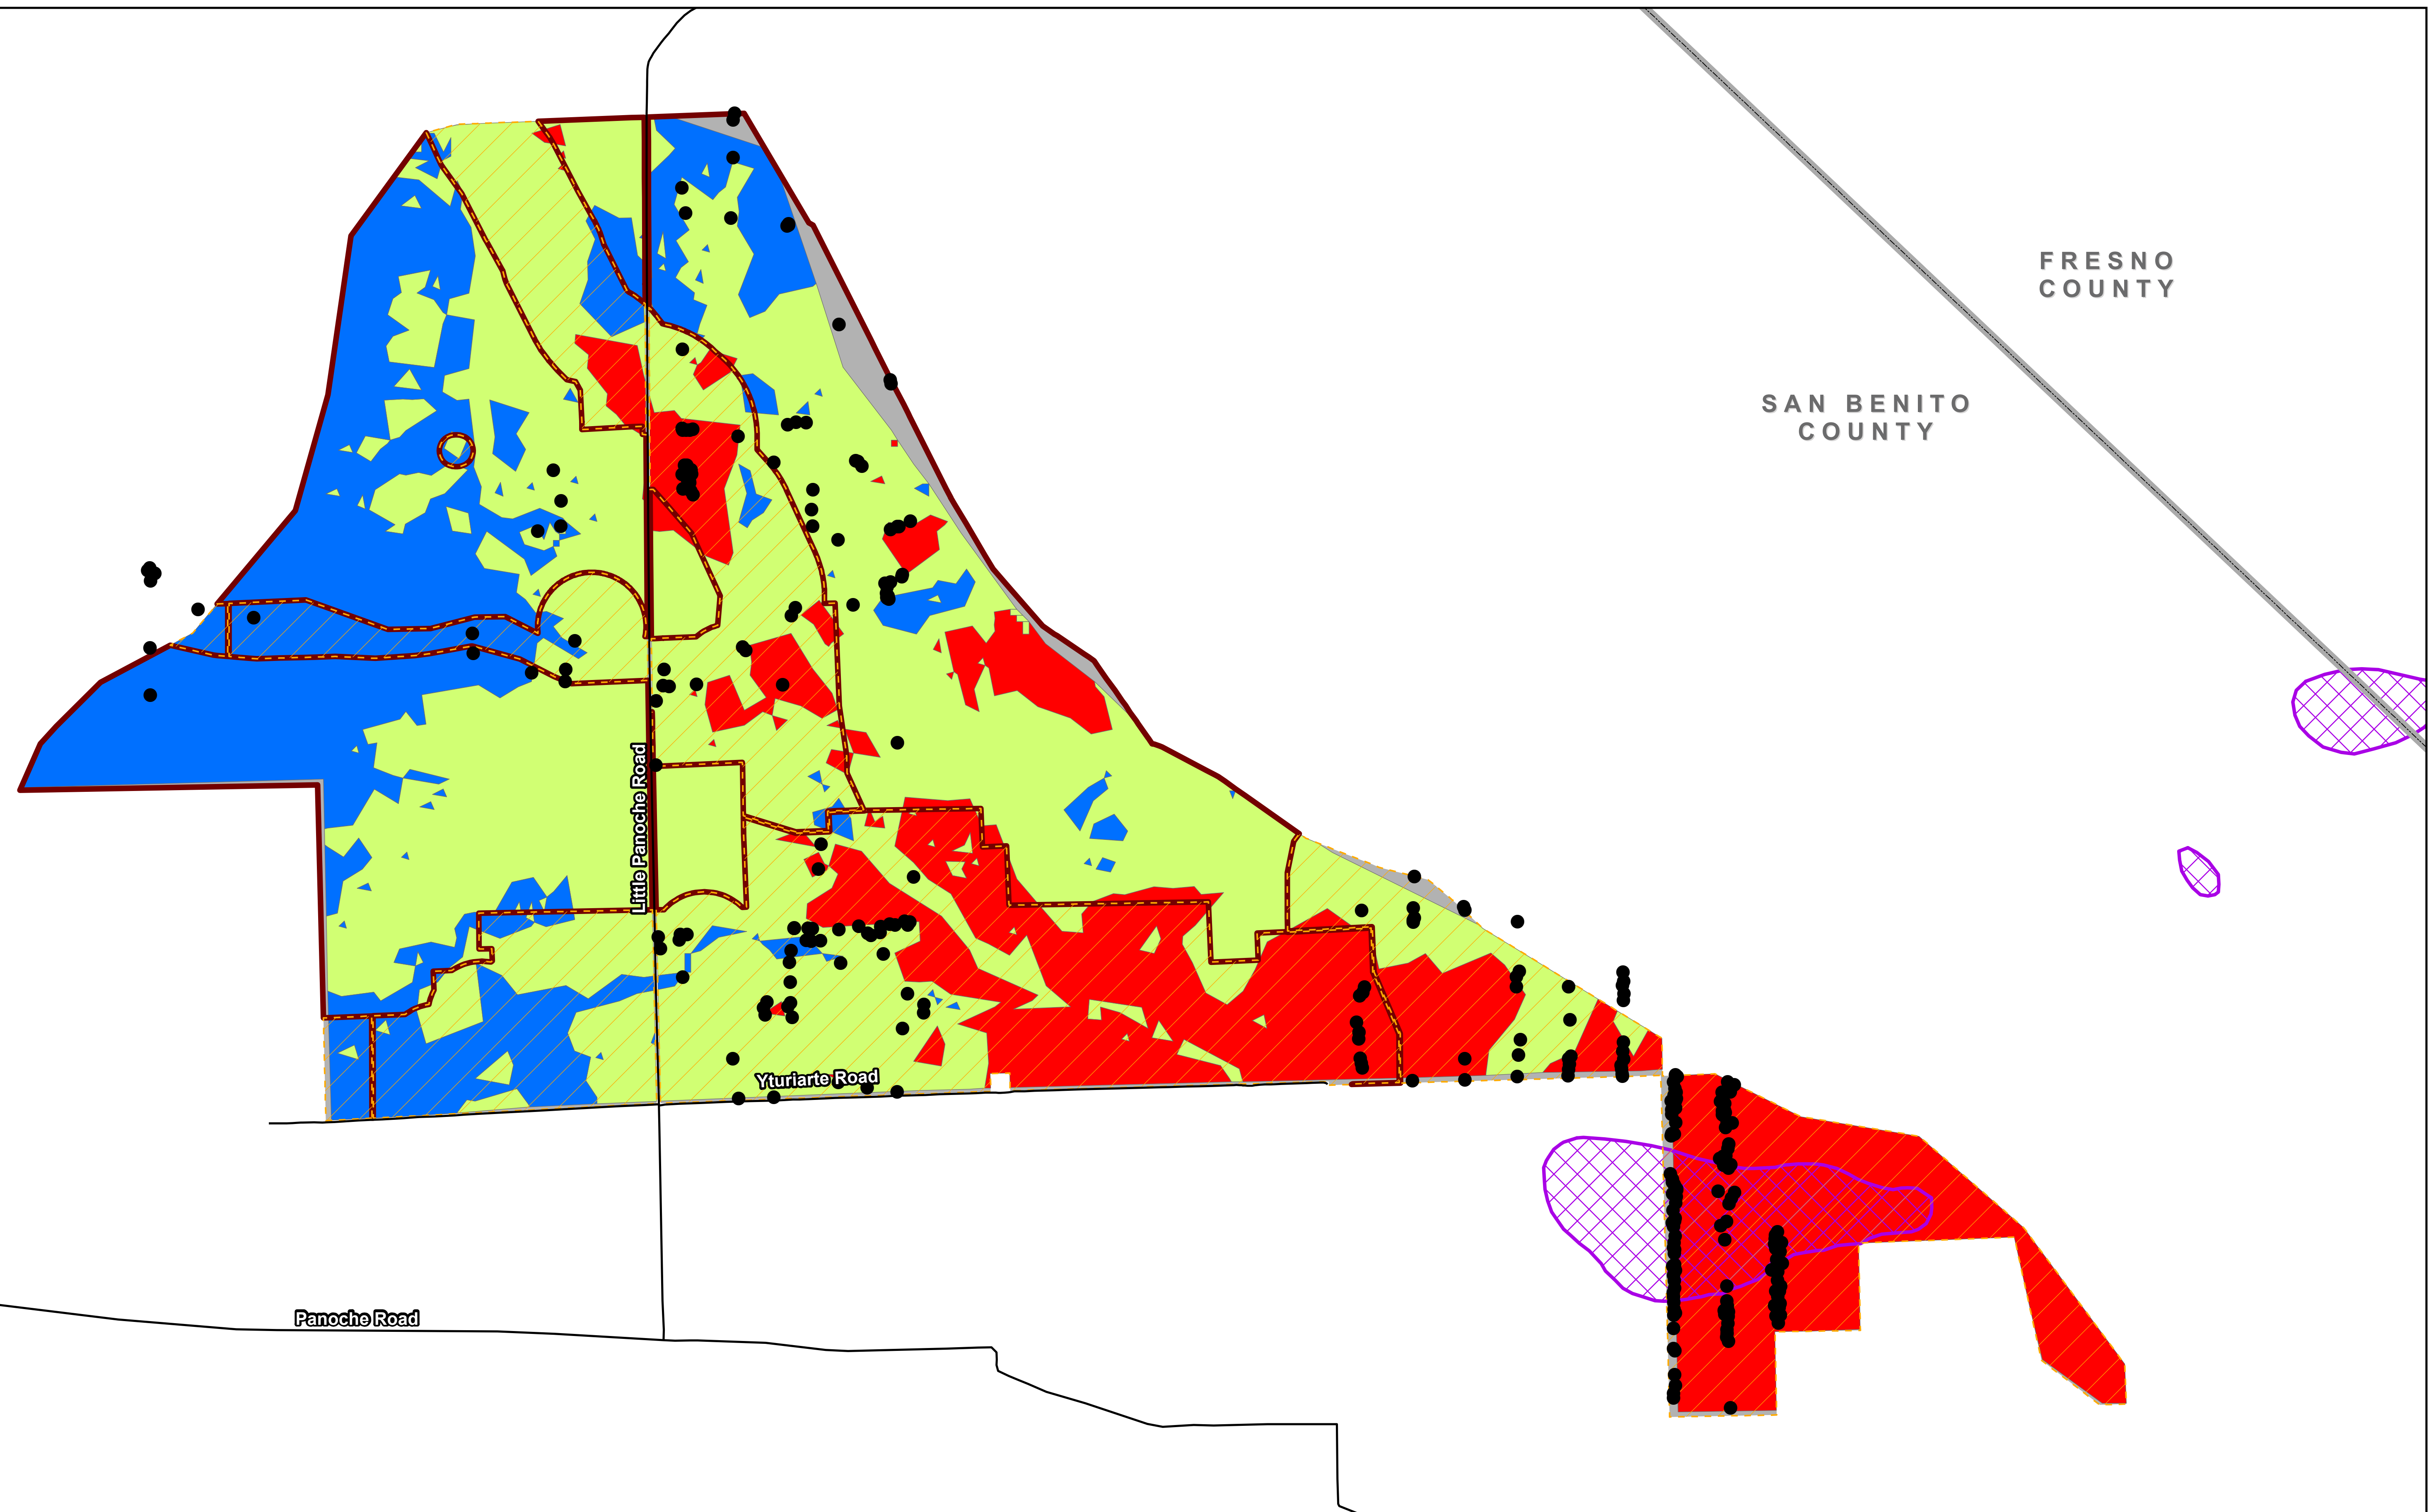 FRESNO
COUNTY
SAN BENITO
COUNTY
Little Panoche Road
Yturiarte Road
Panoche Road